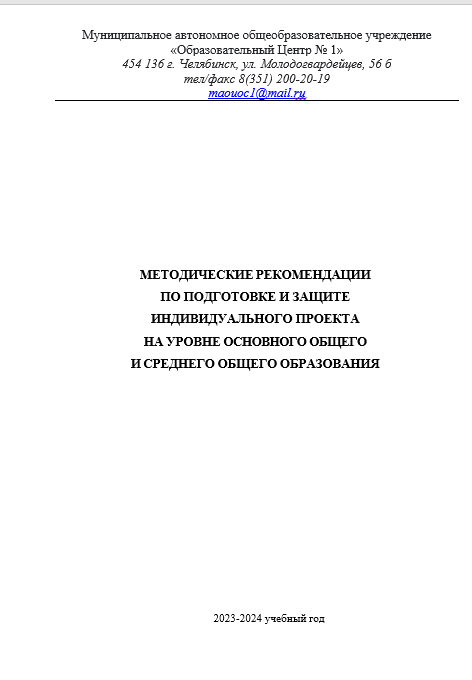 Муниципальное автономное общеобразовательное учреждение
«Образовательный Центр № 1»
454 136 г. Челябинск, ул. Молодогвардейцев, 56 б
тел/факс 8(351) 200-20-19
maouoc1@mail.ru
МЕТОДИЧЕСКИЕ РЕКОМЕНДАЦИИ
ПО ПОДГОТОВКЕ И ЗАЩИТЕ
ИНДИВИДУАЛЬНОГО ПРОЕКТА
НА УРОВНЕ ОСНОВНОГО ОБЩЕГО
И СРЕДНЕГО ОБЩЕГО ОБРАЗОВАНИЯ
2023-2024 учебный год